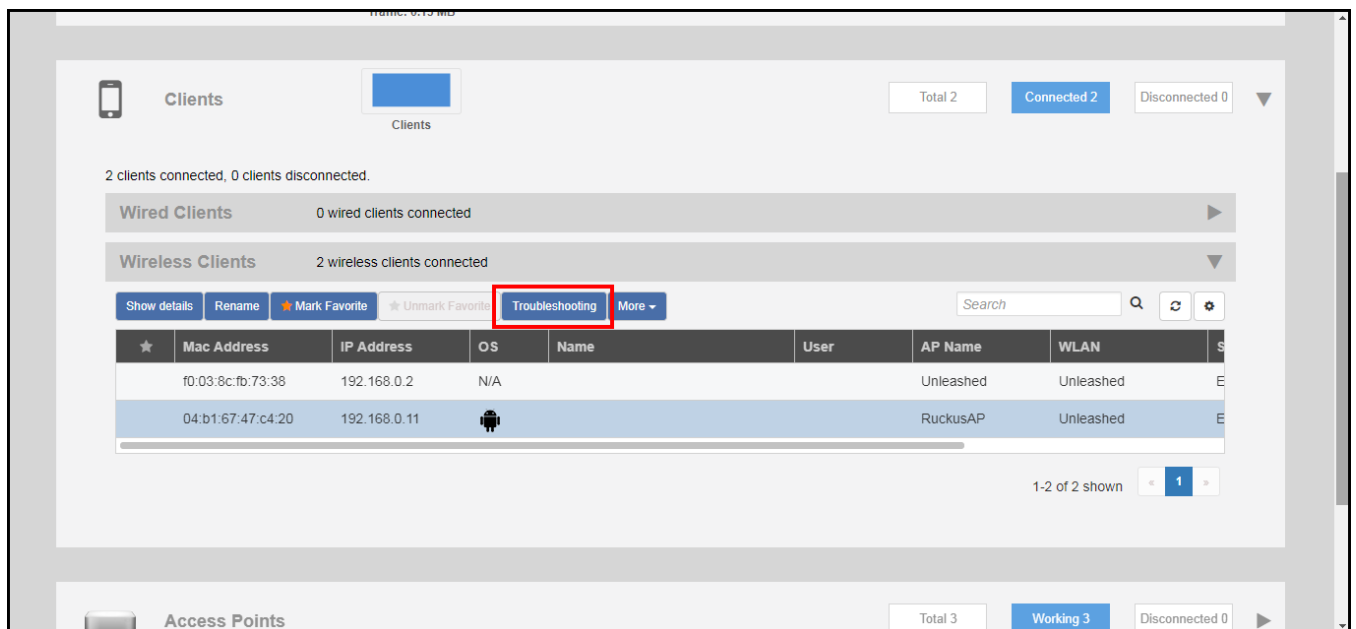 Traffic: 0.15 MB
Clients
Clients
Total 2
Connected 2
Disconnected 0
2 clients connected, 0 clients disconnected.
Wired Clients 0 wired clients connected
Wireless Clients 2 wireless clients connected
Show details Rename Mark Favorite Unmark Favorite Troubleshooting More Search
Mac Address IP Address OS Name User AP Name WLAN S
f0:03:8c:fb:73:38 192.168.0.2 N/A Unleashed Unleashed E
04:b1:67:47:c4:20 192.168.0.11 RuckusAP Unleashed E
1-2 of 2 shown « 1 »
Access Points Total 3 Working 3 Disconnected 0